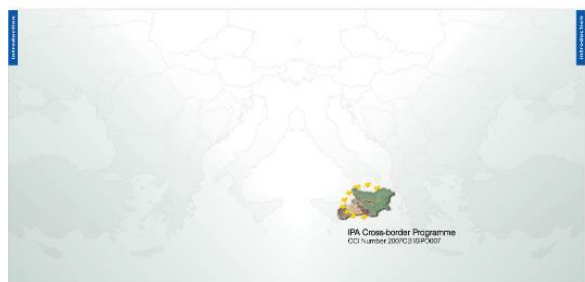 introduction
introduction
IPA Cross-border Programme
CCI Number 2007CB16IPO007